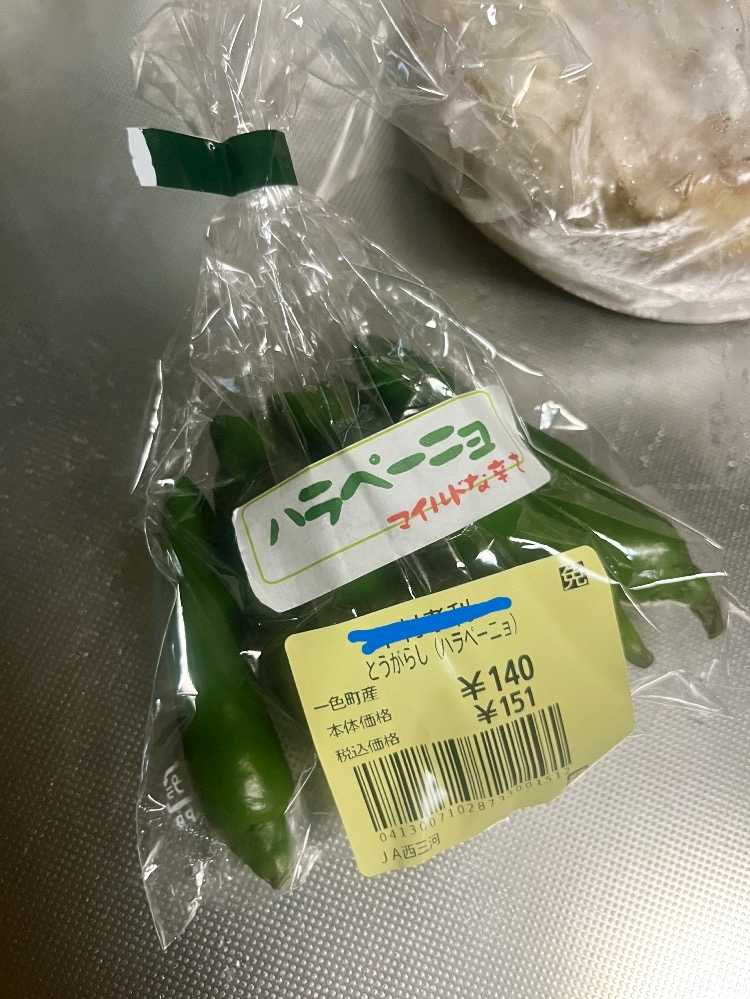 ハラペーニョ
マイルドな辛さ
とうがらし（ハラペーニョ）
一色町産
本体価格 ¥140
税込価格 ¥151
JA西三河